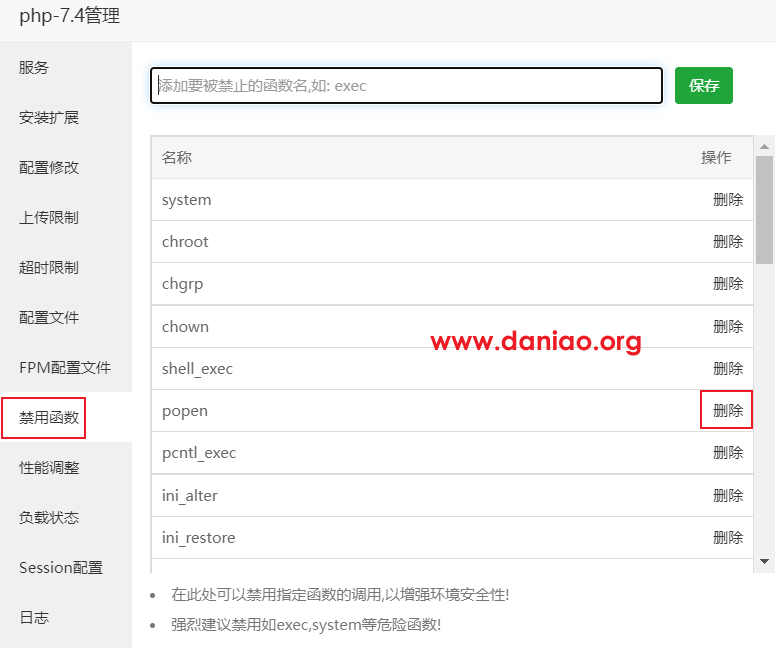 php-7.4管理
服务
安装扩展
配置修改
上传限制
超时限制
配置文件
FPM配置文件
禁用函数
性能调整
负载状态
Session配置
日志
添加要被禁止的函数名,如: exec
保存
名称 操作
system 删除
chroot 删除
chgrp 删除
chown 删除
www.daniao.org
shell_exec 删除
popen 删除
pcntl_exec 删除
ini_alter 删除
ini_restore 删除
在此处可以禁用指定函数的调用,以增强环境安全性!
强烈建议禁用如exec,system等危险函数!